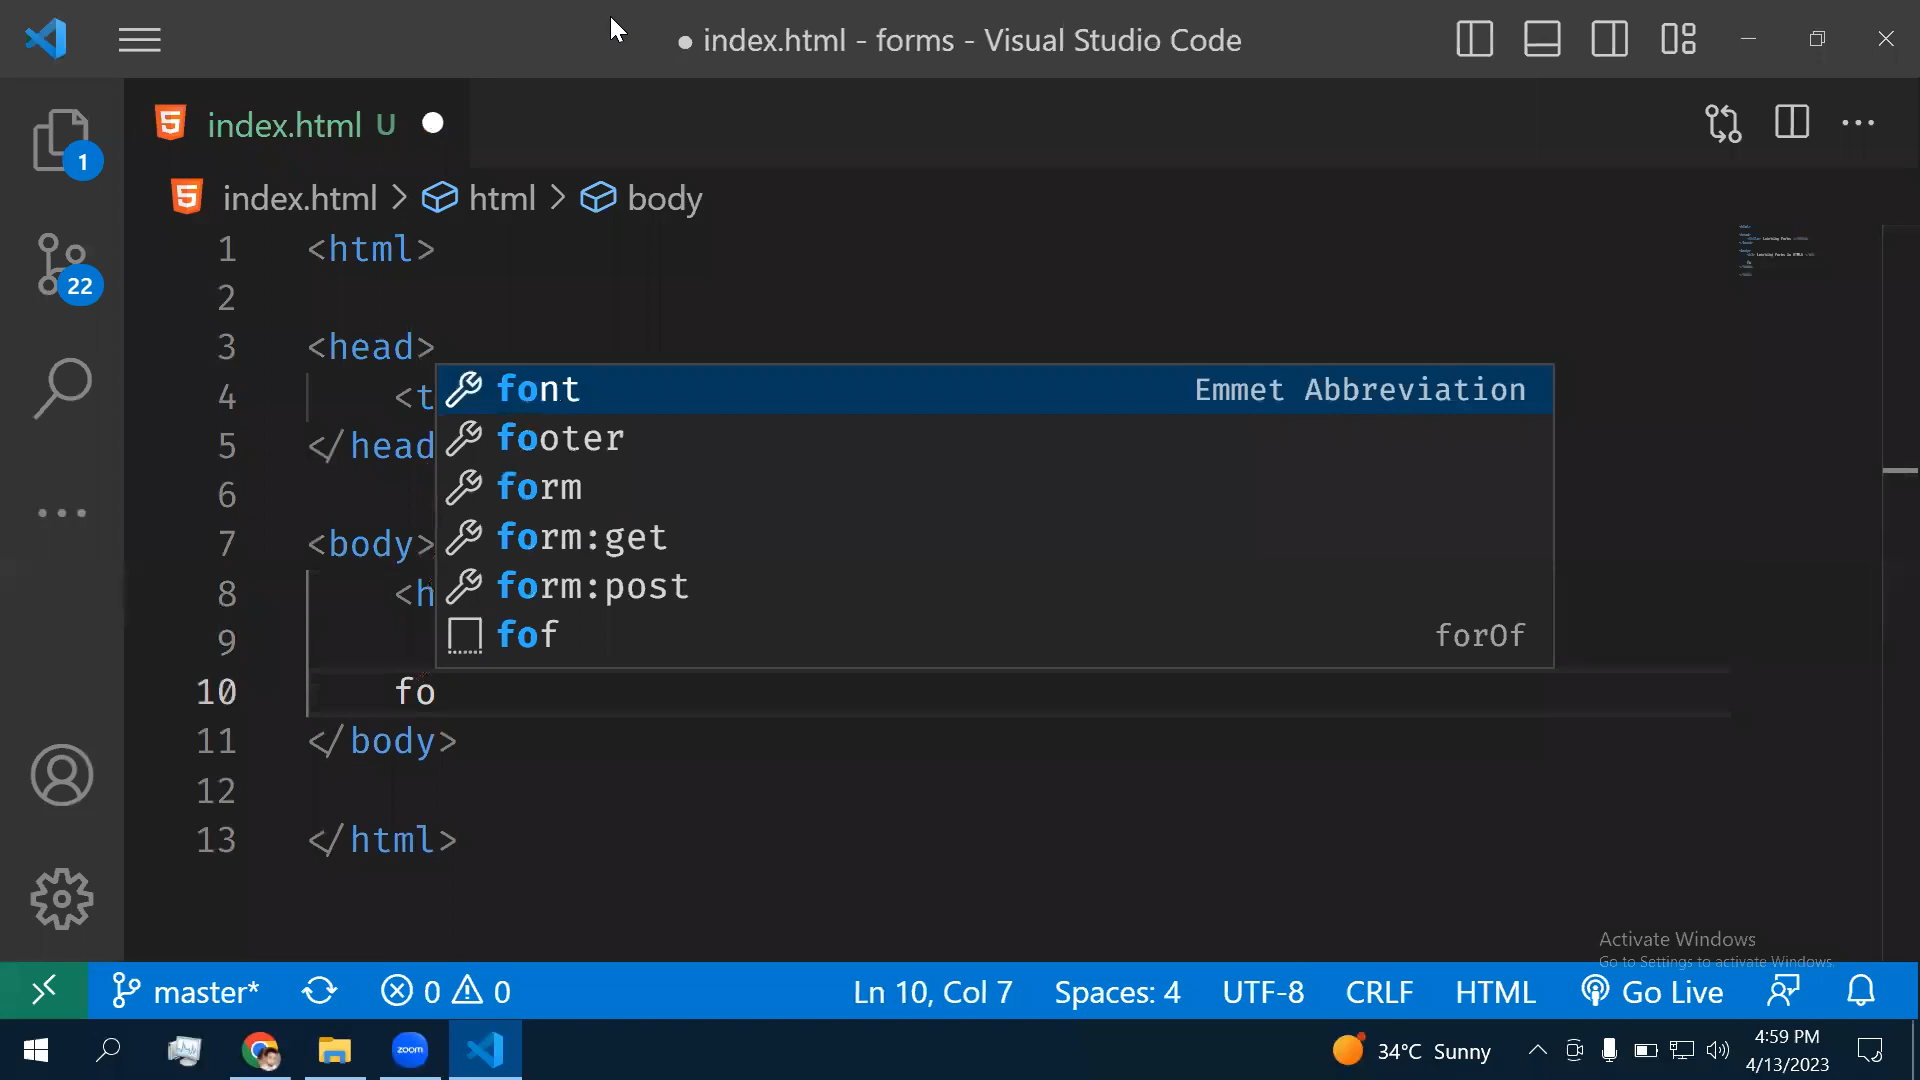 index.html - forms - Visual Studio Code
index.html U
1
index.html > html > body
1 <html>
2
22
3 <head>
4 <t
5 </head
6
7 <body>
8 <h
9
font Emmet Abbreviation
footer
form
form:get
form:post
fof forOf
10 fo
11 </body>
12
13 </html>
Activate Windows
Go to Settings to activate Windows.
master* 0 0 Ln 10, Col 7 Spaces: 4 UTF-8 CRLF HTML Go Live
zoom 34°C Sunny 4:59 PM
4/13/2023